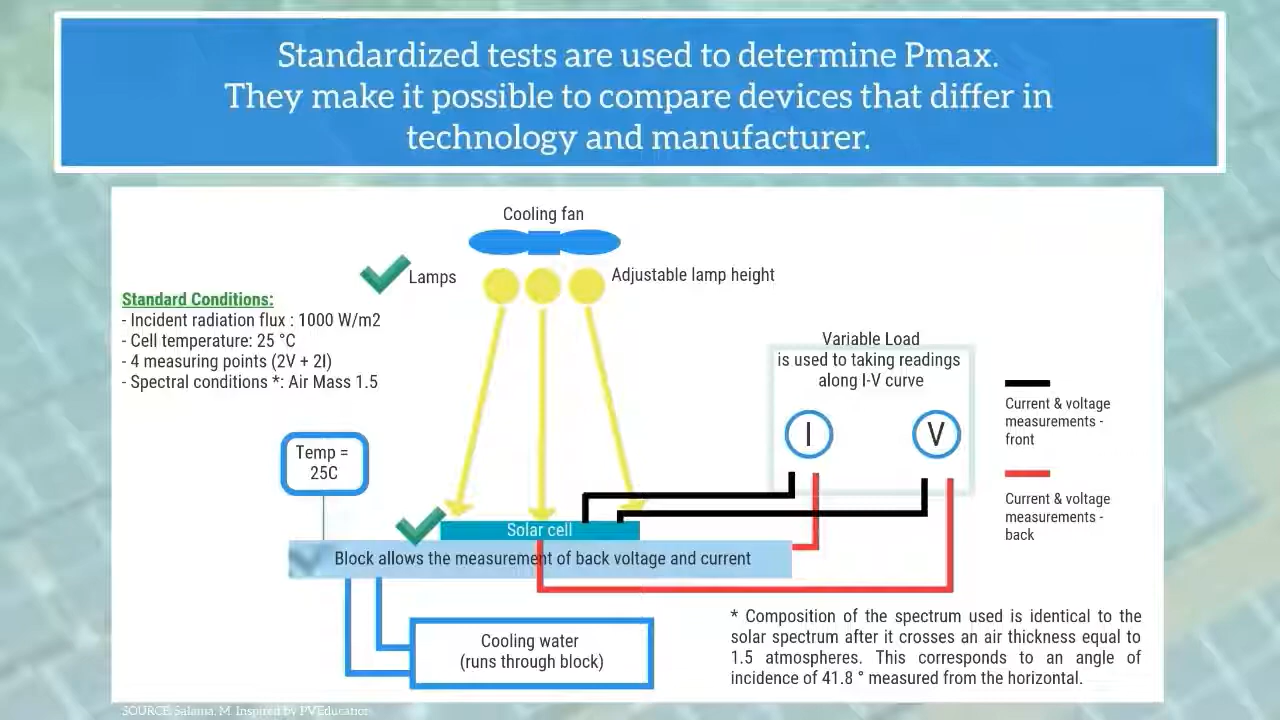 Standardized tests are used to determine Pmax.
They make it possible to compare devices that differ in
technology and manufacturer.
Cooling fan
Lamps
Adjustable lamp height
Standard Conditions:
- Incident radiation flux : 1000 W/m2
- Cell temperature: 25 °C
- 4 measuring points (2V + 2I)
- Spectral conditions *: Air Mass 1.5
Variable Load
is used to taking readings
along I-V curve
I
V
Current & voltage
measurements -
front
Current & voltage
measurements -
back
Temp =
25C
Solar cell
Block allows the measurement of back voltage and current
Cooling water
(runs through block)
* Composition of the spectrum used is identical to the
solar spectrum after it crosses an air thickness equal to
1.5 atmospheres. This corresponds to an angle of
incidence of 41.8 ° measured from the horizontal.
SOURCE: Salama, M. Inspired by PVEducation